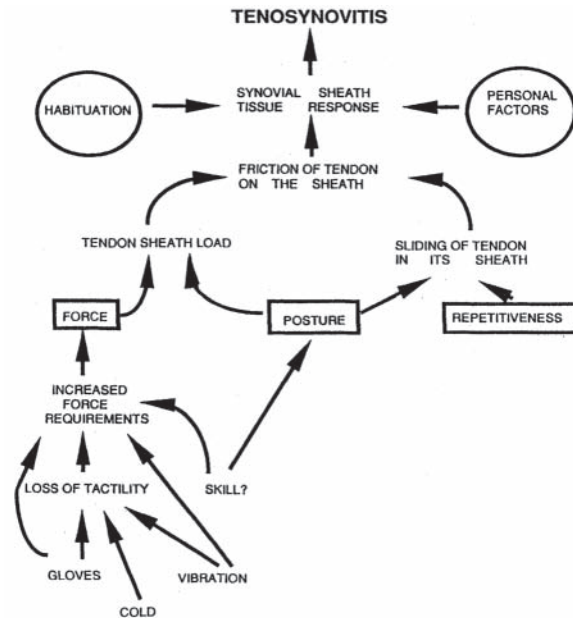 TENOSYNOVITIS
HABITUATION
SYNOVIAL SHEATH
TISSUE RESPONSE
PERSONAL
FACTORS
FRICTION OF TENDON
ON THE SHEATH
TENDON SHEATH LOAD
SLIDING OF TENDON
IN ITS SHEATH
FORCE
POSTURE
REPETITIVENESS
INCREASED
FORCE
REQUIREMENTS
LOSS OF TACTILITY
SKILL?
GLOVES
VIBRATION
COLD